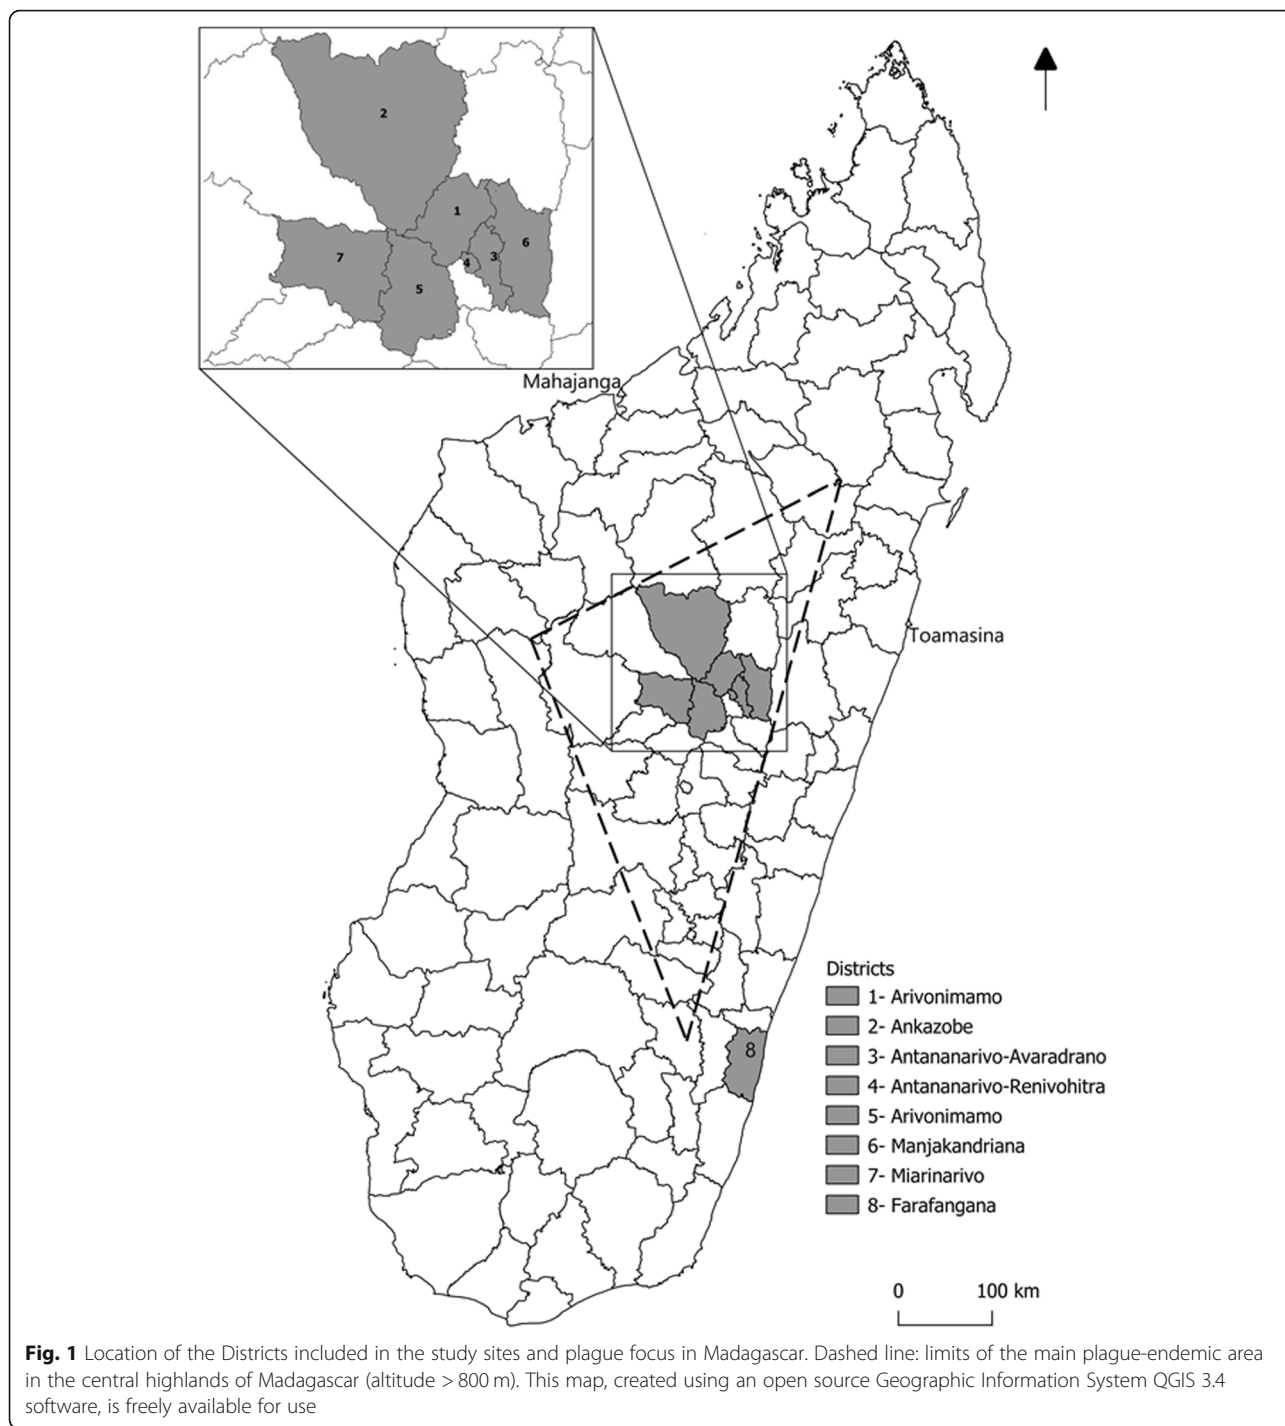 2
1
6
3
4
7
5
Mahajanga
Toamasina
8
Districts
1- Arivonimamo
2- Ankazobe
3- Antananarivo-Avaradrano
4- Antananarivo-Renivohitra
5- Arivonimamo
6- Manjakandriana
7- Miarinarivo
8- Farafangana
0 100 km
Fig. 1 Location of the Districts included in the study sites and plague focus in Madagascar. Dashed line: limits of the main plague-endemic area
in the central highlands of Madagascar (altitude > 800 m). This map, created using an open source Geographic Information System QGIS 3.4
software, is freely available for use